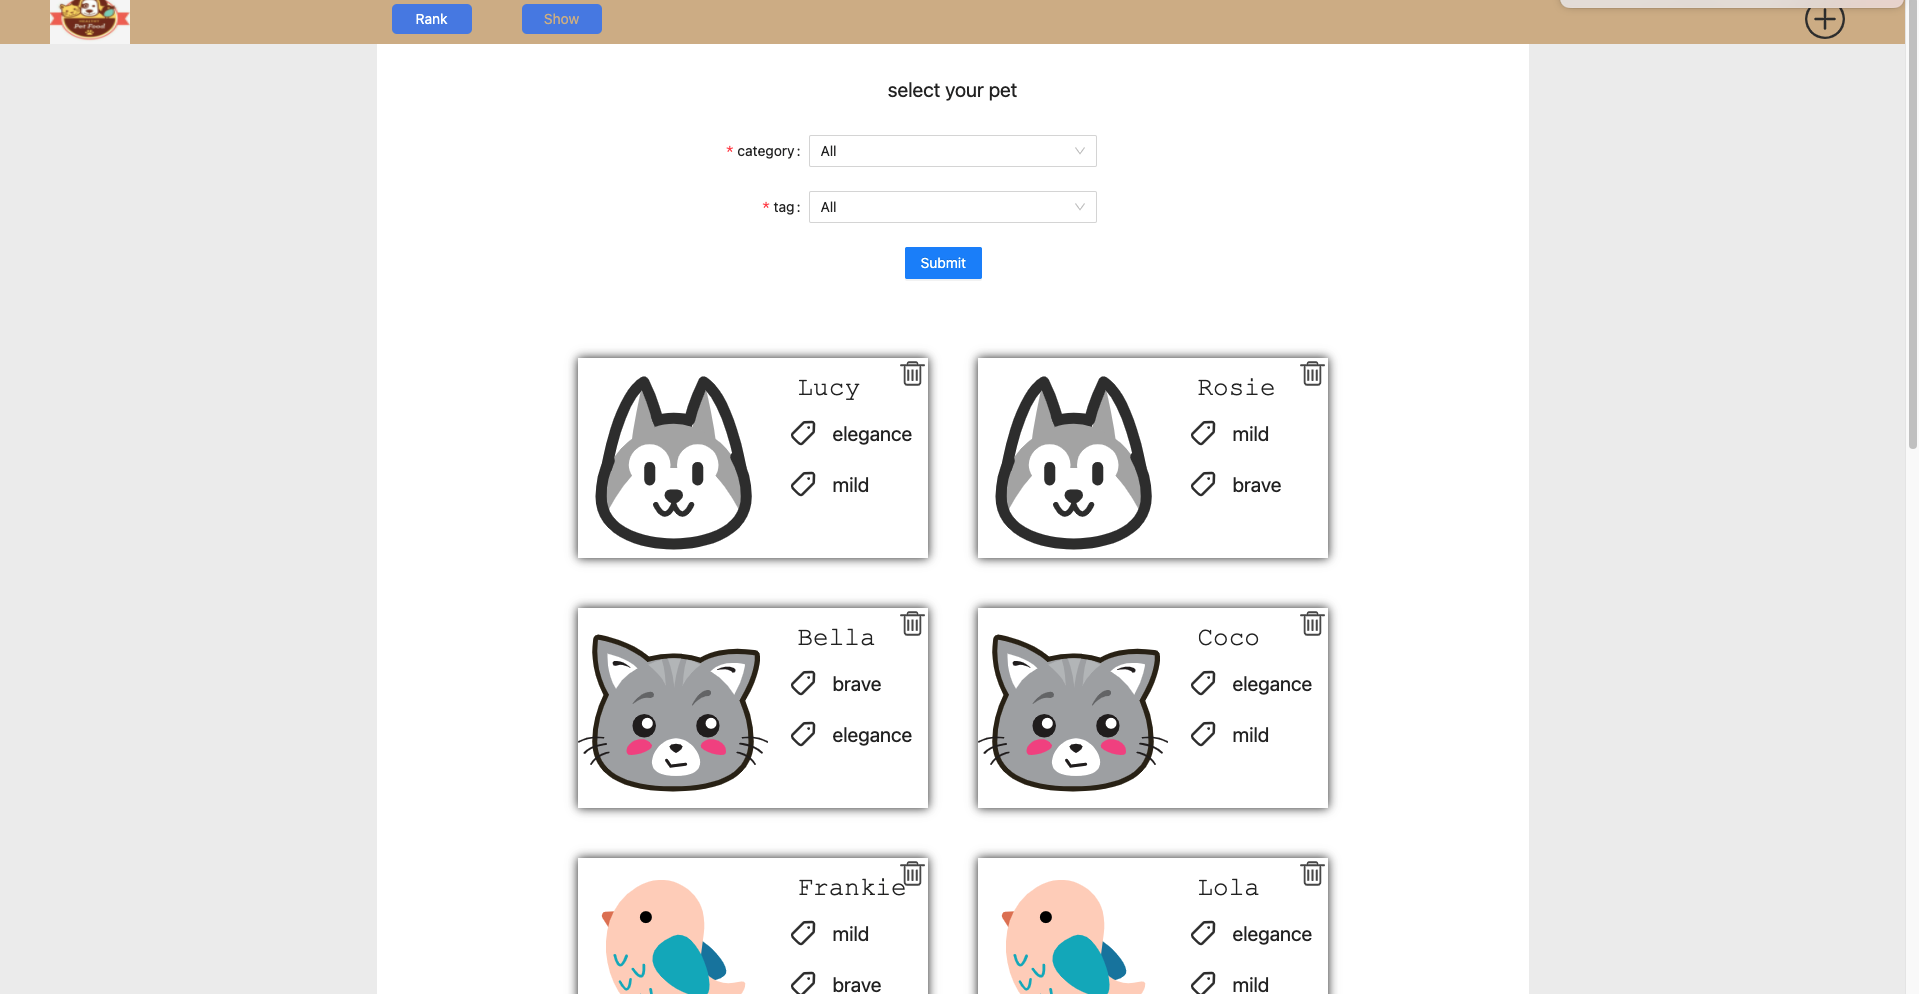 Pet Food
Rank
Show
select your pet
* category: All
* tag: All
Submit
Lucy
elegance
mild
Rosie
mild
brave
Bella
brave
elegance
Coco
elegance
mild
Frankie
mild
brave
Lola
elegance
mild